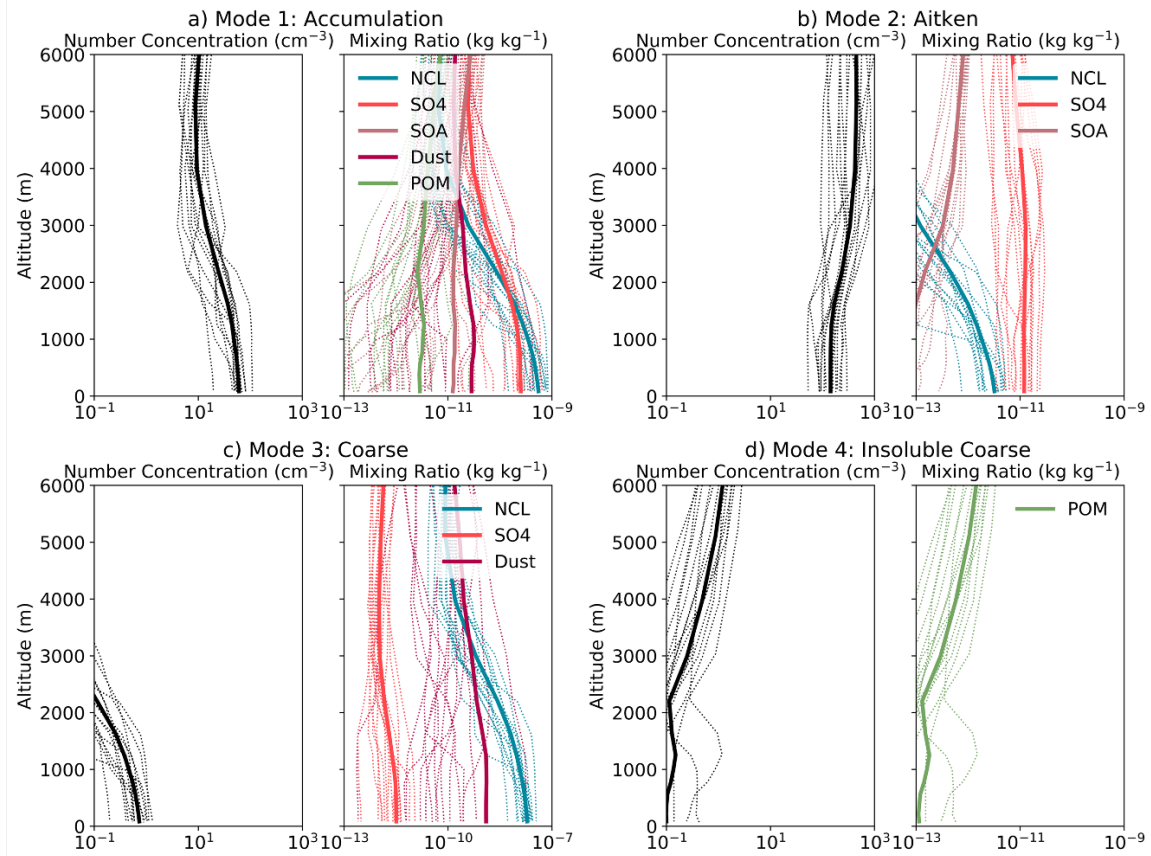 a) Mode 1: Accumulation
Number Concentration (cm⁻³) Mixing Ratio (kg kg⁻¹)
6000
5000
4000
3000
2000
1000
0
Altitude (m)
NCL
SO4
SOA
Dust
POM
10⁻¹ 10¹ 10³
10⁻¹³ 10⁻¹¹ 10⁻⁹
b) Mode 2: Aitken
Number Concentration (cm⁻³) Mixing Ratio (kg kg⁻¹)
6000
5000
4000
3000
2000
1000
0
Altitude (m)
NCL
SO4
SOA
10⁻¹ 10¹ 10³
10⁻¹³ 10⁻¹¹ 10⁻⁹
c) Mode 3: Coarse
Number Concentration (cm⁻³) Mixing Ratio (kg kg⁻¹)
6000
5000
4000
3000
2000
1000
0
Altitude (m)
NCL
SO4
Dust
10⁻¹ 10¹ 10³
10⁻¹³ 10⁻¹⁰ 10⁻⁷
d) Mode 4: Insoluble Coarse
Number Concentration (cm⁻³) Mixing Ratio (kg kg⁻¹)
6000
5000
4000
3000
2000
1000
0
Altitude (m)
POM
10⁻¹ 10¹ 10³
10⁻¹³ 10⁻¹¹ 10⁻⁹